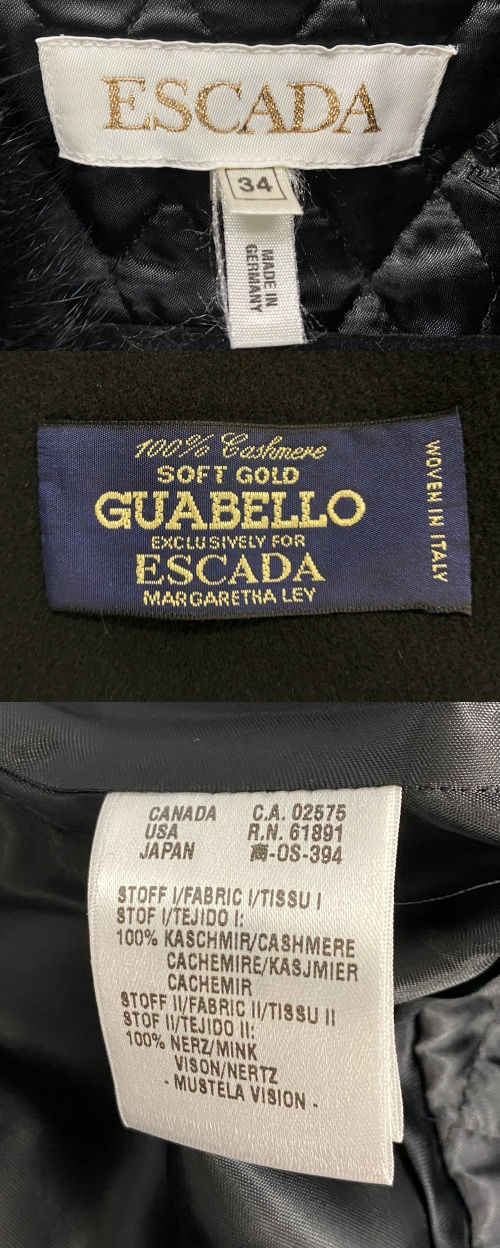 ESCADA
34
MADE IN
GERMANY
100% Cashmere
SOFT GOLD
GUABELLO
EXCLUSIVELY FOR
ESCADA
MARGARETHA LEY
WOVEN IN ITALY
CANADA C.A. 02575
USA R.N. 61891
JAPAN 商-OS-394
STOFF I/FABRIC I/TISSU I
STOF I/TEJIDO I:
100% KASCHMIR/CASHMERE
CACHEMIRE/KASJMIER
CACHEMIR
STOFF II/FABRIC II/TISSU II
STOF II/TEJIDO II:
100% NERZ/MINK
VISON/NERTZ
- MUSTELA VISION -